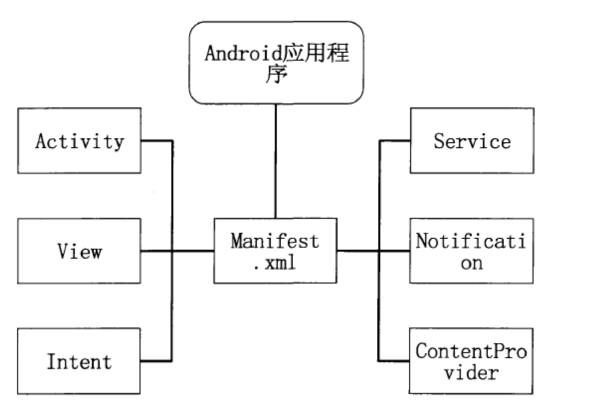 Android应用程
序
Activity
Service
View
Manifest
.xml
Notificati
on
Intent
ContentPro
vider